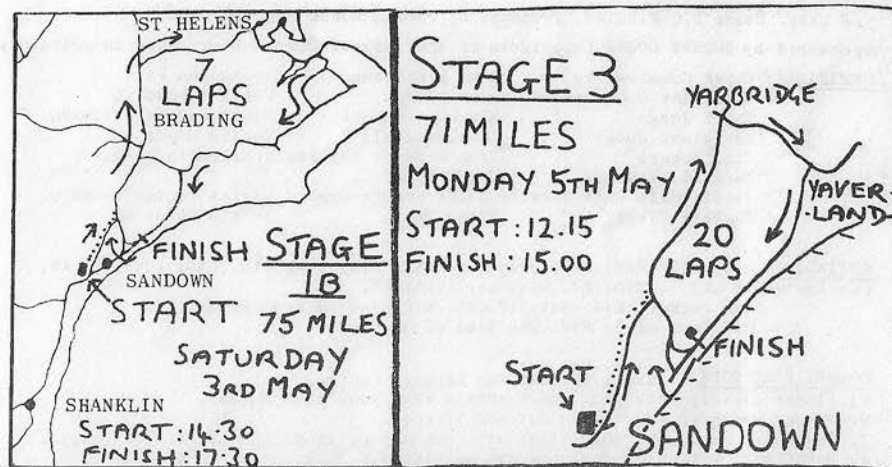 ST HELENS
7
LAPS
BRADING
FINISH
SANDOWN
START
STAGE
1B
75 MILES
SATURDAY
3RD MAY
SHANKLIN
START: 14.30
FINISH: 17.30
STAGE 3
71 MILES
MONDAY 5TH MAY
START: 12.15
FINISH: 15.00
YARBRIDGE
YAVER-
LAND
20
LAPS
FINISH
START
SANDOWN